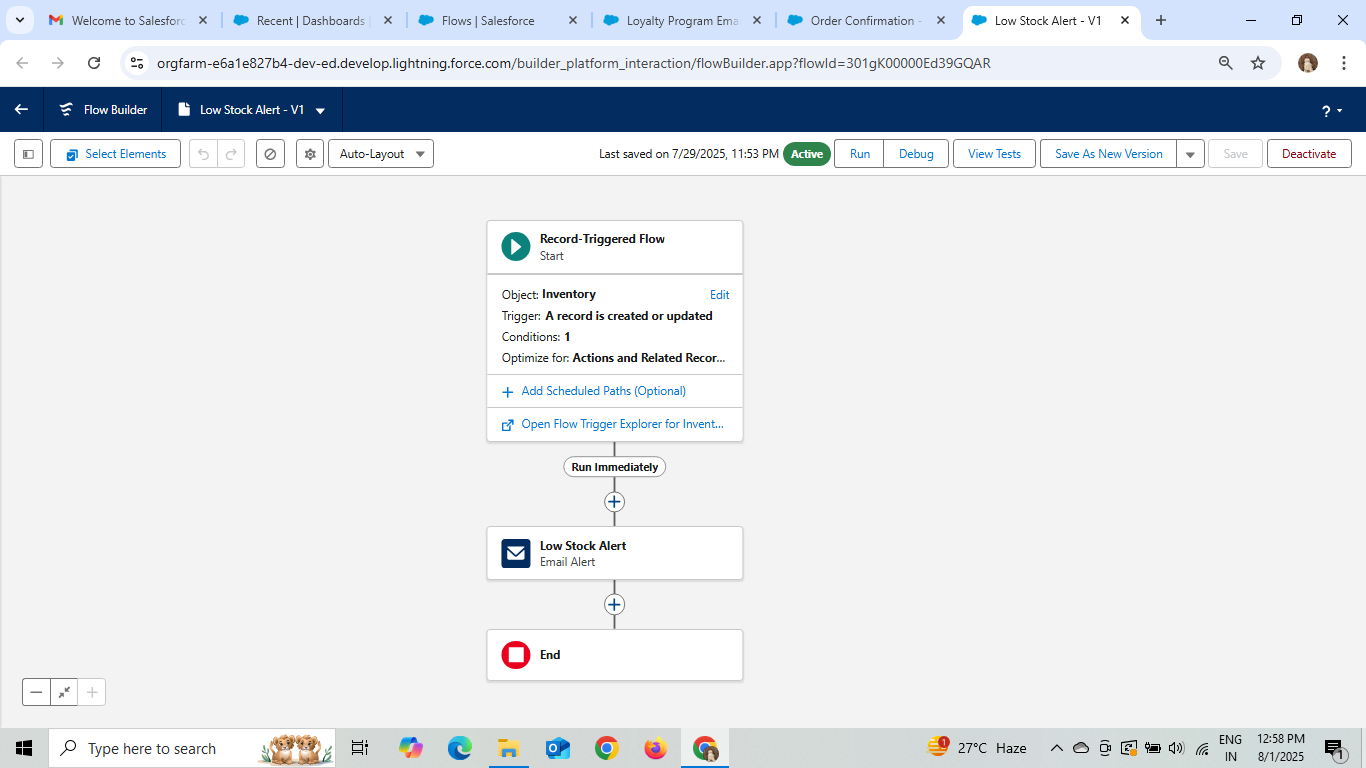 Welcome to Salesforc
Recent | Dashboards |
Flows | Salesforce
Loyalty Program Ema
Order Confirmation -
Low Stock Alert - V1
orgfarm-e6a1e827b4-dev-ed.develop.lightning.force.com/builder_platform_interaction/flowBuilder.app?flowId=301gK00000Ed39GQAR
Flow Builder
Low Stock Alert - V1
?
Select Elements
Auto-Layout
Last saved on 7/29/2025, 11:53 PM
Active
Run
Debug
View Tests
Save As New Version
Save
Deactivate
Record-Triggered Flow
Start
Object: Inventory
Edit
Trigger: A record is created or updated
Conditions: 1
Optimize for: Actions and Related Recor...
Add Scheduled Paths (Optional)
Open Flow Trigger Explorer for Invent...
Run Immediately
Low Stock Alert
Email Alert
End
Type here to search
1
27°C Haze
ENG
IN
12:58 PM
8/1/2025
1